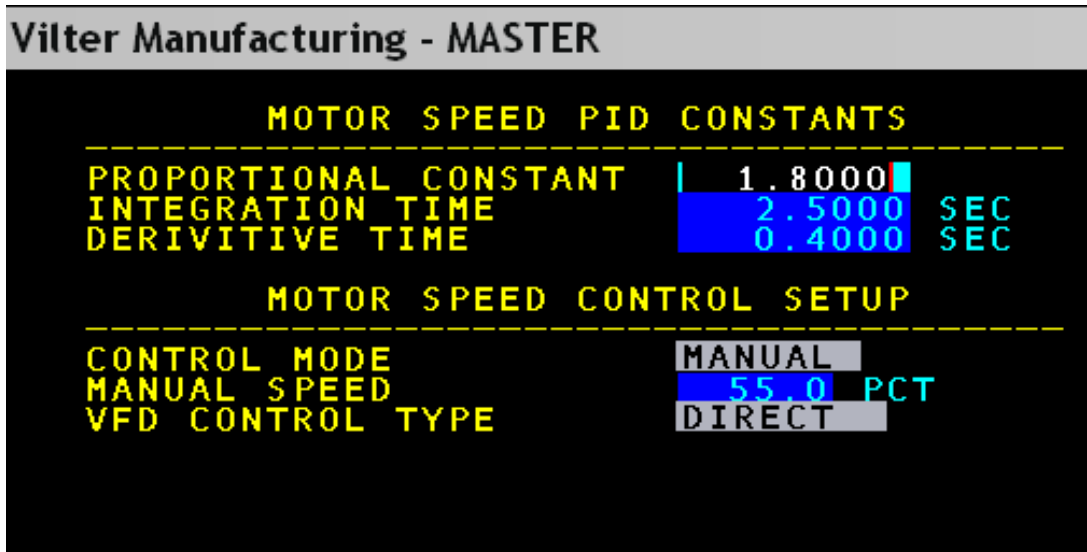 Vilter Manufacturing - MASTER
MOTOR SPEED PID CONSTANTS
PROPORTIONAL CONSTANT 1.8000
INTEGRATION TIME 2.5000 SEC
DERIVITIVE TIME 0.4000 SEC
MOTOR SPEED CONTROL SETUP
CONTROL MODE MANUAL
MANUAL SPEED 55.0 PCT
VFD CONTROL TYPE DIRECT